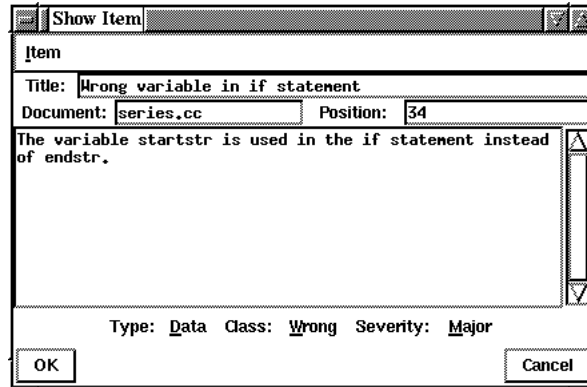 Show Item
Item
Title: Wrong variable in if statement
Document: series.cc Position: 34
The variable startstr is used in the if statement instead
of endstr.
Type: Data Class: Wrong Severity: Major
OK Cancel